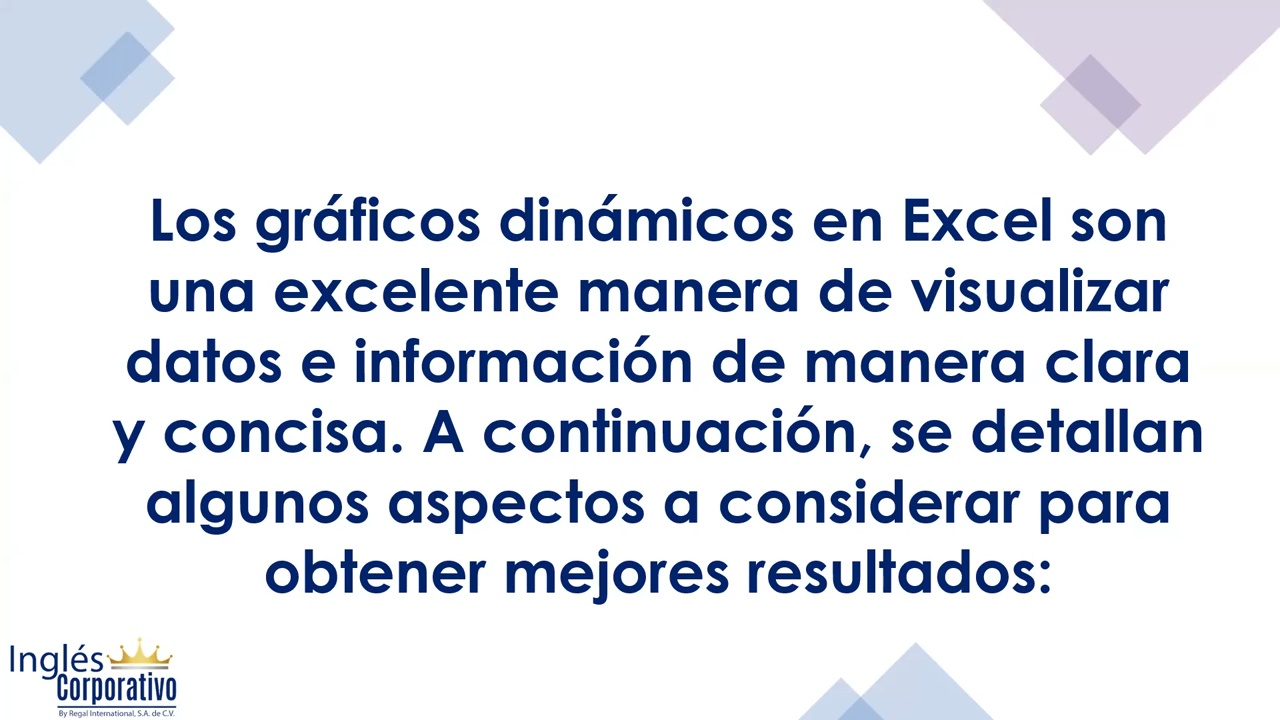 Los gráficos dinámicos en Excel son
una excelente manera de visualizar
datos e información de manera clara
y concisa. A continuación, se detallan
algunos aspectos a considerar para
obtener mejores resultados:
Inglés
Corporativo
By Regal International, S.A. de C.V.